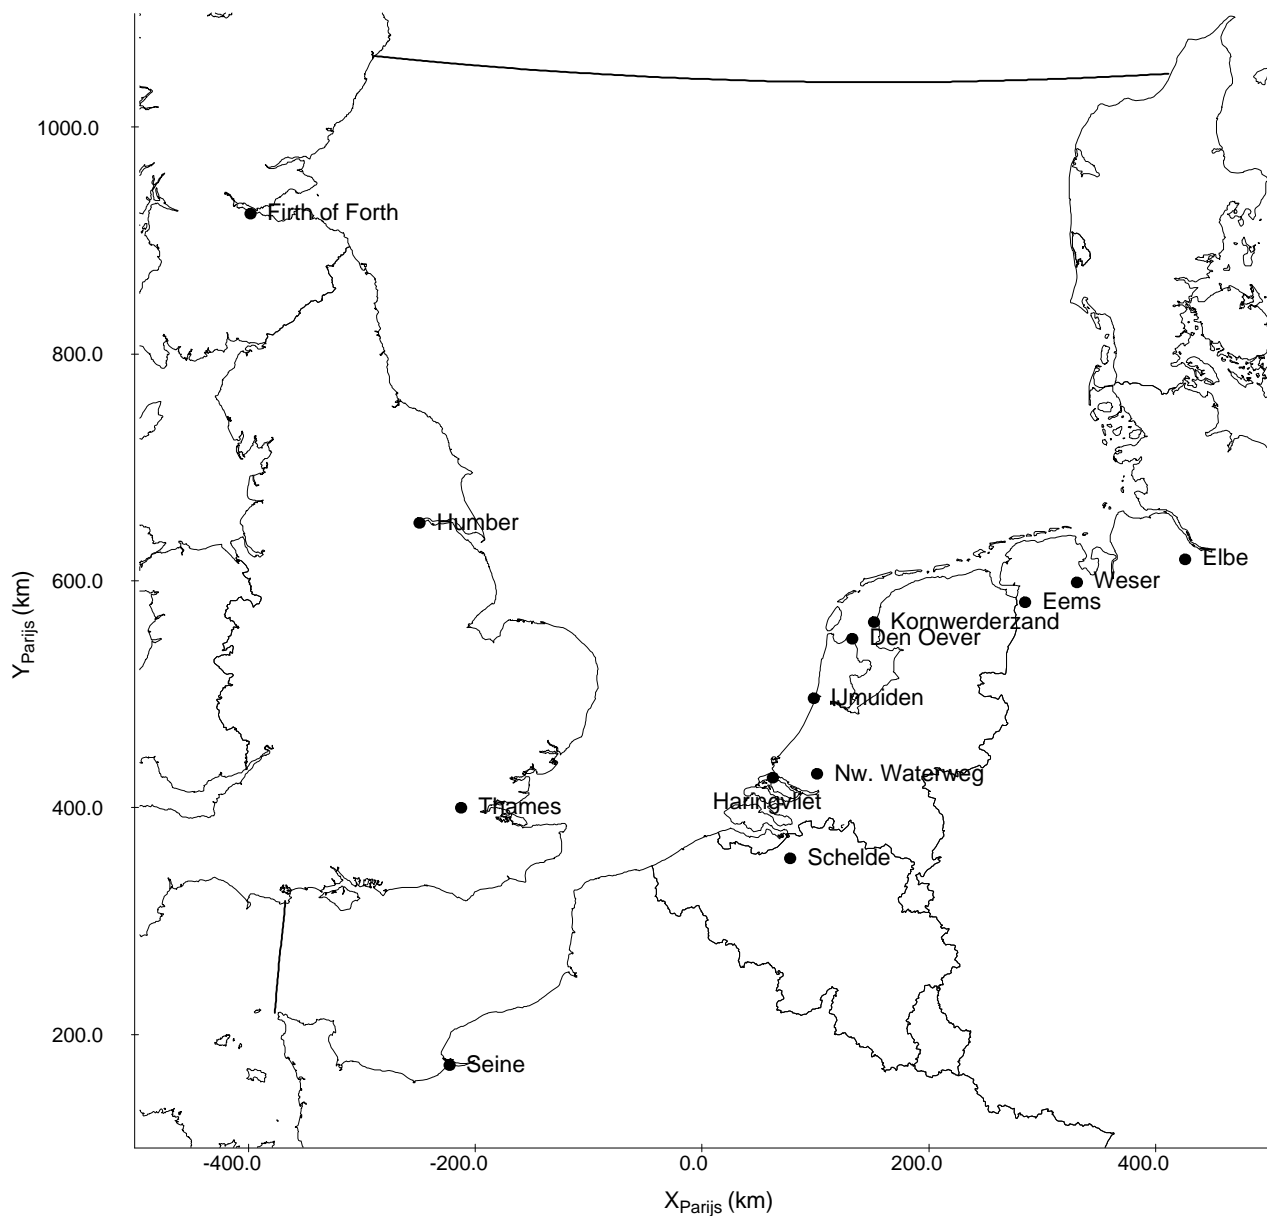 1000.0
Firth of Forth
800.0
Humber
Elbe
600.0
Weser
Eems
Kornwerderzand
Den Oever
Y Parijs (km)
IJmuiden
Nw. Waterweg
400.0
Thames
Haringvliet
Schelde
200.0
Seine
-400.0 -200.0 0.0 200.0 400.0
X Parijs (km)